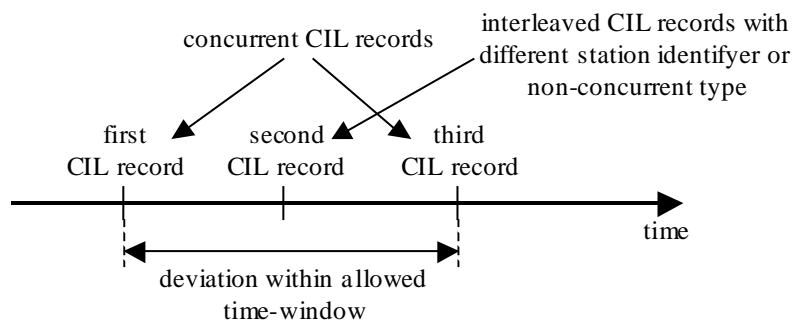 concurrent CIL records
interleaved CIL records with
different station identifyer or
non-concurrent type
first
CIL record
second
CIL record
third
CIL record
time
deviation within allowed
time-window